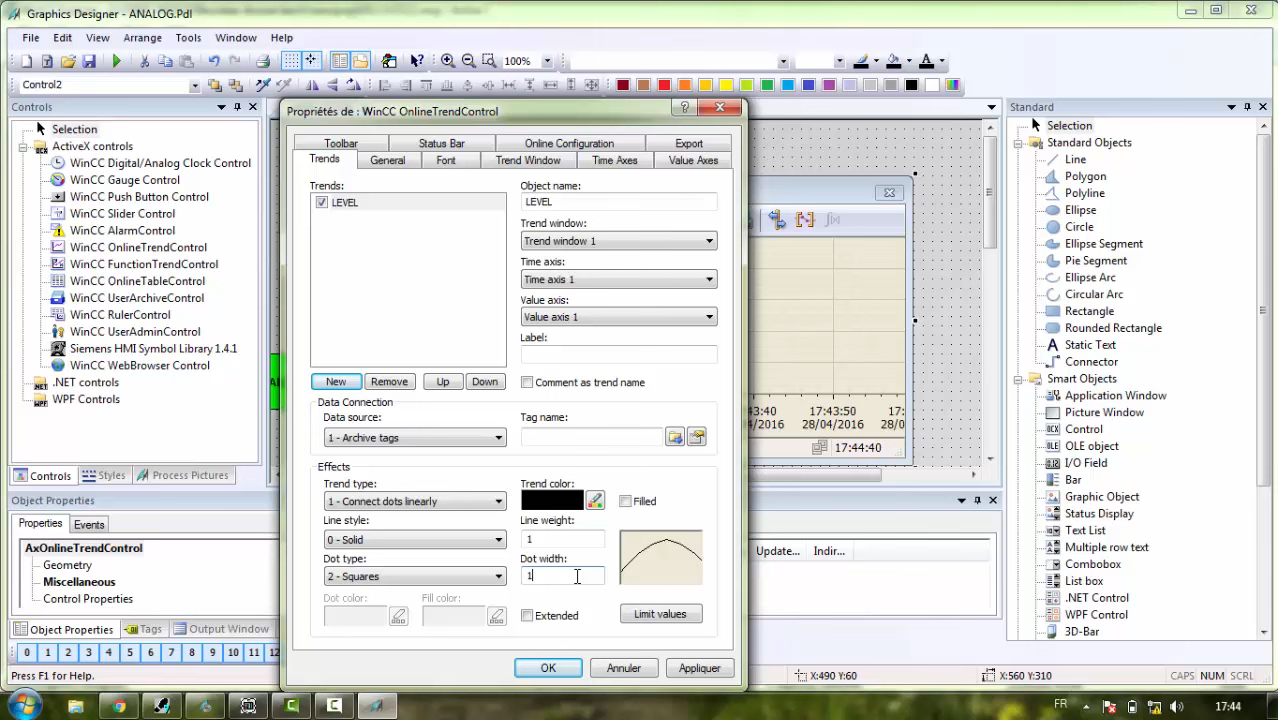 Graphics Designer - ANALOG.Pdl
File Edit View Arrange Tools Window Help
100%
Control2
Controls
Selection
ActiveX controls
WinCC Digital/Analog Clock Control
WinCC Gauge Control
WinCC Push Button Control
WinCC Slider Control
WinCC AlarmControl
WinCC OnlineTrendControl
WinCC FunctionTrendControl
WinCC OnlineTableControl
WinCC UserArchiveControl
WinCC RulerControl
WinCC UserAdminControl
Siemens HMI Symbol Library 1.4.1
WinCC WebBrowser Control
.NET controls
WPF Controls
Controls Styles Process Pictures
Object Properties
Properties Events
AxOnlineTrendControl
Geometry
Miscellaneous
Control Properties
Object Properties Tags Output Window
0 1 2 3 4 5 6 7 8 9 10 11 12
Press F1 for Help.
Propriétés de : WinCC OnlineTrendControl
Toolbar Status Bar Online Configuration Export
Trends General Font Trend Window Time Axes Value Axes
Trends:
LEVEL
Object name:
LEVEL
Trend window:
Trend window 1
Time axis:
Time axis 1
Value axis:
Value axis 1
Label:
New Remove Up Down
Comment as trend name
Data Connection
Data source:
1 - Archive tags
Tag name:
Effects
Trend type:
1 - Connect dots linearly
Trend color:
Filled
Line style:
0 - Solid
Line weight:
1
Dot type:
2 - Squares
Dot width:
1
Dot color: Fill color:
Extended
Limit values
OK Annuler Appliquer
17:43:40 17:43:50 17:43:
28/04/2016 28/04/2016 28/04/
17:44:40
Update... Indir...
X:490 Y:60 X:560 Y:310 CAPS NUM SCRL
Standard
Selection
Standard Objects
Line
Polygon
Polyline
Ellipse
Circle
Ellipse Segment
Pie Segment
Ellipse Arc
Circular Arc
Rectangle
Rounded Rectangle
Static Text
Connector
Smart Objects
Application Window
Picture Window
Control
OLE object
I/O Field
Bar
Graphic Object
Status Display
Text List
Multiple row text
Combo box
List box
.NET Control
WPF Control
3D-Bar
FR 17:44